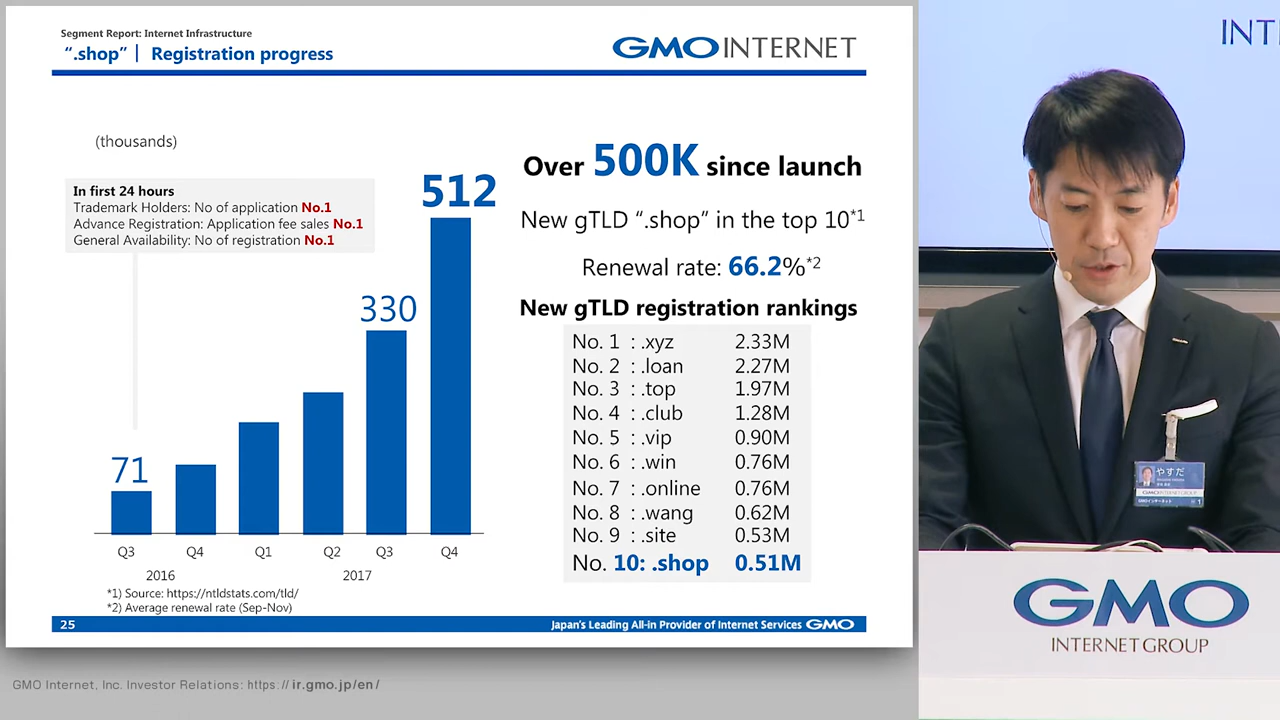 Segment Report: Internet Infrastructure
“.shop” | Registration progress
GMO INTERNET
(thousands)
In first 24 hours
Trademark Holders: No of application No.1
Advance Registration: Application fee sales No.1
General Availability: No of registration No.1
71
330
512
Q3 Q4 Q1 Q2 Q3 Q4
2016 2017
*1) Source: https://ntldstats.com/tld/
*2) Average renewal rate (Sep-Nov)
Over 500K since launch
New gTLD “.shop” in the top 10*1
Renewal rate: 66.2%*2
New gTLD registration rankings
No. 1 : .xyz 2.33M
No. 2 : .loan 2.27M
No. 3 : .top 1.97M
No. 4 : .club 1.28M
No. 5 : .vip 0.90M
No. 6 : .win 0.76M
No. 7 : .online 0.76M
No. 8 : .wang 0.62M
No. 9 : .site 0.53M
No. 10: .shop 0.51M
25
Japan’s Leading All-in Provider of Internet Services GMO
GMO Internet, Inc. Investor Relations: https://ir.gmo.jp/en/
INT
やすだ
GMO INTERNET GROUP
GMO
INTERNET GROUP